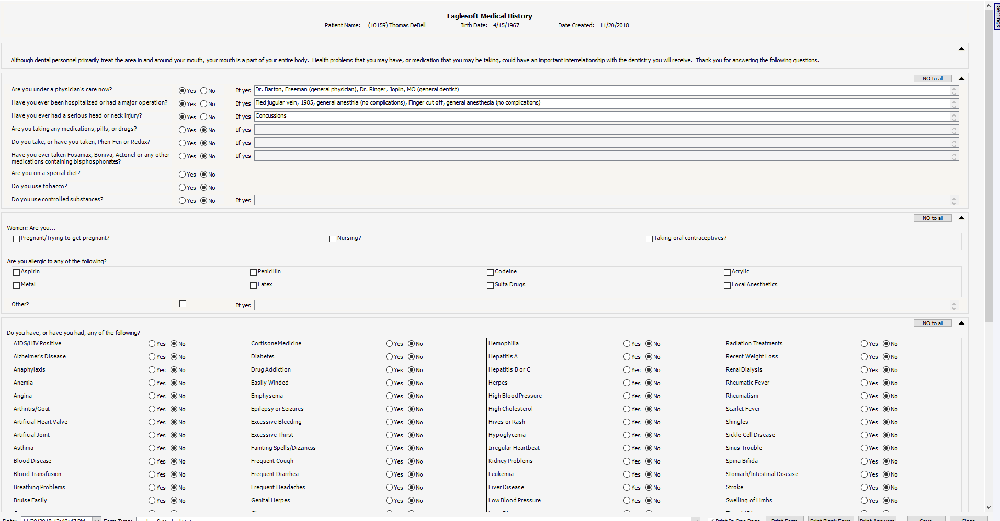 Eaglesoft Medical History
Patient Name: (10159) Thomas DeBell Birth Date: 4/15/1967 Date Created: 11/20/2018
Settings
Although dental personnel primarily treat the area in and around your mouth, your mouth is a part of your entire body. Health problems that you may have, or medication that you may be taking, could have an important interrelationship with the dentistry you will receive. Thank you for answering the following questions.
NO to all
Are you under a physician's care now? Yes No If yes Dr. Barton, Freeman (general physician), Dr. Ringer, Joplin, MO (general dentist)
Have you ever been hospitalized or had a major operation? Yes No If yes Tied jugular vein, 1985, general anesthia (no complications), Finger cut off, general anesthesia (no complications)
Have you ever had a serious head or neck injury? Yes No If yes Concussions
Are you taking any medications, pills, or drugs? Yes No If yes
Do you take, or have you taken, Phen-Fen or Redux? Yes No If yes
Have you ever taken Fosamax, Boniva, Actonel or any other Yes No If yes
medications containing bisphosphonates?
Are you on a special diet? Yes No
Do you use tobacco? Yes No
Do you use controlled substances? Yes No If yes
NO to all
Women: Are you...
Pregnant/Trying to get pregnant? Nursing? Taking oral contraceptives?
Are you allergic to any of the following?
Aspirin Penicillin Codeine Acrylic
Metal Latex Sulfa Drugs Local Anesthetics
Other? If yes
NO to all
Do you have, or have you had, any of the following?
AIDS/HIV Positive Yes No Cortisone Medicine Yes No Hemophilia Yes No Radiation Treatments Yes No
Alzheimer's Disease Yes No Diabetes Yes No Hepatitis A Yes No Recent Weight Loss Yes No
Anaphylaxis Yes No Drug Addiction Yes No Hepatitis B or C Yes No Renal Dialysis Yes No
Anemia Yes No Easily Winded Yes No Herpes Yes No Rheumatic Fever Yes No
Angina Yes No Emphysema Yes No High Blood Pressure Yes No Rheumatism Yes No
Arthritis/Gout Yes No Epilepsy or Seizures Yes No High Cholesterol Yes No Scarlet Fever Yes No
Artificial Heart Valve Yes No Excessive Bleeding Yes No Hives or Rash Yes No Shingles Yes No
Artificial Joint Yes No Excessive Thirst Yes No Hypoglycemia Yes No Sickle Cell Disease Yes No
Asthma Yes No Fainting Spells/Dizziness Yes No Irregular Heartbeat Yes No Sinus Trouble Yes No
Blood Disease Yes No Frequent Cough Yes No Kidney Problems Yes No Spina Bifida Yes No
Blood Transfusion Yes No Frequent Diarrhea Yes No Leukemia Yes No Stomach/Intestinal Disease Yes No
Breathing Problems Yes No Frequent Headaches Yes No Liver Disease Yes No Stroke Yes No
Bruise Easily Yes No Genital Herpes Yes No Low Blood Pressure Yes No Swelling of Limbs Yes No
Date: Form Type: Eaglesoft Medical Print In One Page Print Form Print Blank Form Print Answers Save Close